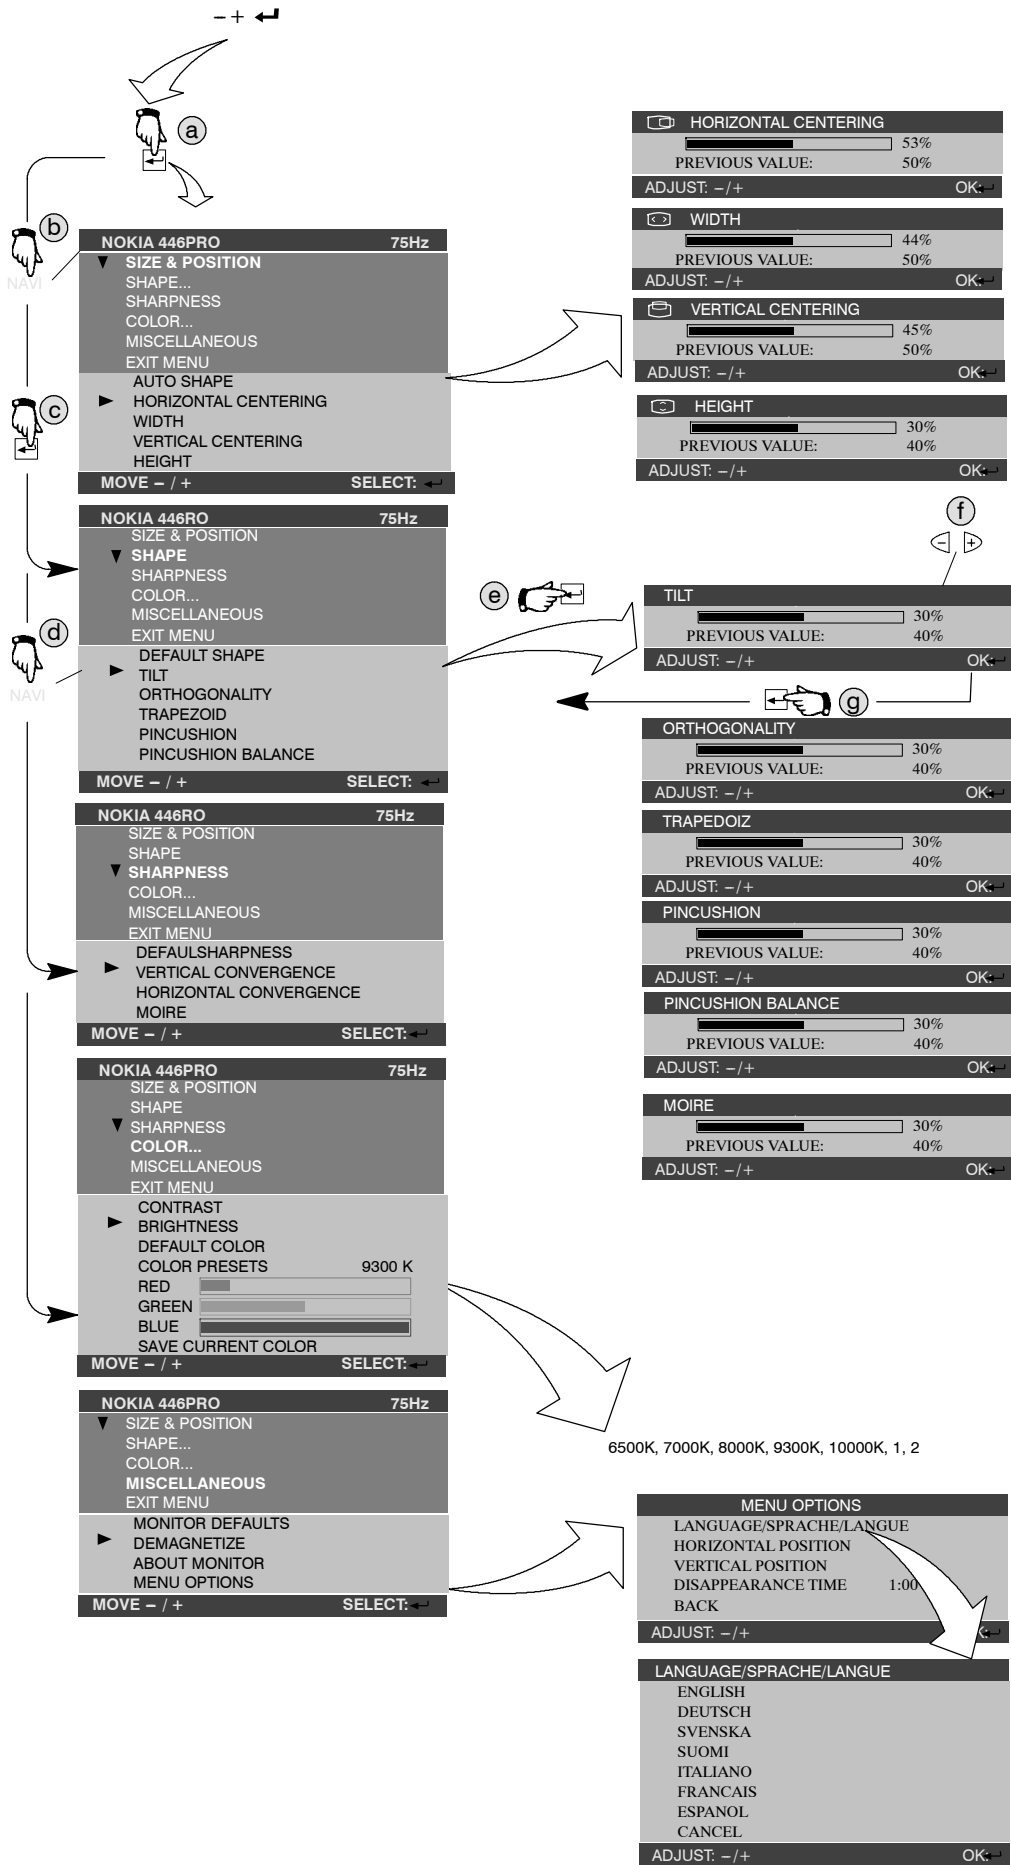 – +
a
b
NAVI
NOKIA 446PRO 75Hz
SIZE & POSITION
SHAPE...
SHARPNESS
COLOR...
MISCELLANEOUS
EXIT MENU
AUTO SHAPE
HORIZONTAL CENTERING
WIDTH
VERTICAL CENTERING
HEIGHT
MOVE – / + SELECT:
c
HORIZONTAL CENTERING
53%
PREVIOUS VALUE: 50%
ADJUST: –/+ OK:
WIDTH
44%
PREVIOUS VALUE: 50%
ADJUST: –/+ OK:
VERTICAL CENTERING
45%
PREVIOUS VALUE: 50%
ADJUST: –/+ OK:
HEIGHT
30%
PREVIOUS VALUE: 40%
ADJUST: –/+ OK:
NOKIA 446RO 75Hz
SIZE & POSITION
SHAPE
SHARPNESS
COLOR...
MISCELLANEOUS
EXIT MENU
DEFAULT SHAPE
TILT
ORTHOGONALITY
TRAPEZOID
PINCUSHION
PINCUSHION BALANCE
MOVE – / + SELECT:
d
NAVI
e
f
– +
TILT
30%
PREVIOUS VALUE: 40%
ADJUST: –/+ OK:
g
ORTHOGONALITY
30%
PREVIOUS VALUE: 40%
ADJUST: –/+ OK:
TRAPEDOIZ
30%
PREVIOUS VALUE: 40%
ADJUST: –/+ OK:
PINCUSHION
30%
PREVIOUS VALUE: 40%
ADJUST: –/+ OK:
PINCUSHION BALANCE
30%
PREVIOUS VALUE: 40%
ADJUST: –/+ OK:
MOIRE
30%
PREVIOUS VALUE: 40%
ADJUST: –/+ OK:
NOKIA 446RO 75Hz
SIZE & POSITION
SHAPE
SHARPNESS
COLOR...
MISCELLANEOUS
EXIT MENU
DEFAULSHARPNESS
VERTICAL CONVERGENCE
HORIZONTAL CONVERGENCE
MOIRE
MOVE – / + SELECT:
NOKIA 446PRO 75Hz
SIZE & POSITION
SHAPE
SHARPNESS
COLOR...
MISCELLANEOUS
EXIT MENU
CONTRAST
BRIGHTNESS
DEFAULT COLOR
COLOR PRESETS 9300 K
RED
GREEN
BLUE
SAVE CURRENT COLOR
MOVE – / + SELECT:
6500K, 7000K, 8000K, 9300K, 10000K, 1, 2
NOKIA 446PRO 75Hz
SIZE & POSITION
SHAPE...
COLOR...
MISCELLANEOUS
EXIT MENU
MONITOR DEFAULTS
DEMAGNETIZE
ABOUT MONITOR
MENU OPTIONS
MOVE – / + SELECT:
MENU OPTIONS
LANGUAGE/SPRACHE/LANGUE
HORIZONTAL POSITION
VERTICAL POSITION
DISAPPEARANCE TIME 1:00
BACK
ADJUST: –/+
LANGUAGE/SPRACHE/LANGUE
ENGLISH
DEUTSCH
SVENSKA
SUOMI
ITALIANO
FRANCAIS
ESPANOL
CANCEL
ADJUST: –/+ OK: